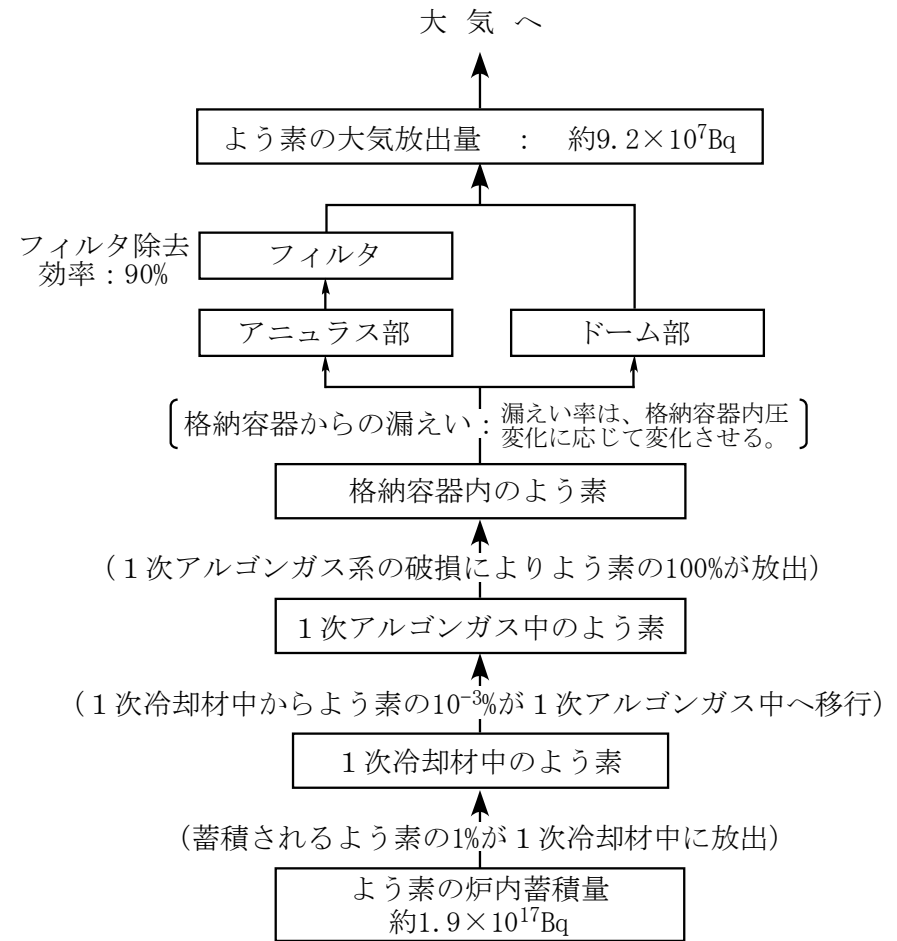 大 気 へ
よう素の大気放出量 : 約9.2×10⁷Bq
フィルタ除去
効率：90%
フィルタ
アニュラス部
ドーム部
格納容器からの漏えい：漏えい率は、格納容器内圧
変化に応じて変化させる。
格納容器内のよう素
（１次アルゴンガス系の破損によりよう素の100%が放出）
１次アルゴンガス中のよう素
（１次冷却材中からよう素の10⁻³%が１次アルゴンガス中へ移行）
１次冷却材中のよう素
（蓄積されるよう素の1%が１次冷却材中に放出）
よう素の炉内蓄積量
約1.9×10¹⁷Bq